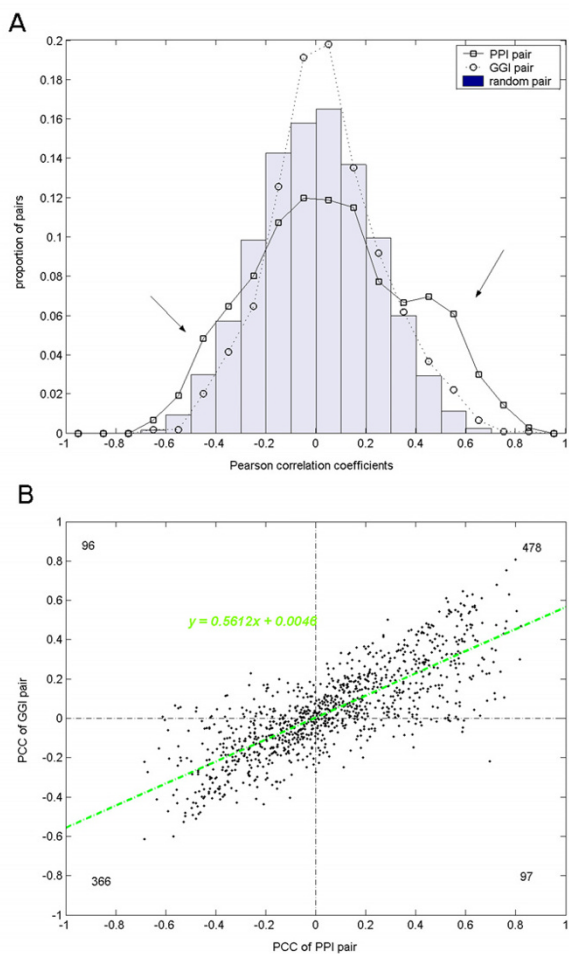 A
0.2
0.18
0.16
0.14
0.12
0.1
0.08
0.06
0.04
0.02
0
proportion of pairs
PPI pair
GGI pair
random pair
-1 -0.8 -0.6 -0.4 -0.2 0 0.2 0.4 0.6 0.8 1
Pearson correlation coefficients
B
1
0.8
0.6
0.4
0.2
0
-0.2
-0.4
-0.6
-0.8
-1
PCC of GGI pair
96
478
y = 0.5612x + 0.0046
366
97
-1 -0.8 -0.6 -0.4 -0.2 0 0.2 0.4 0.6 0.8 1
PCC of PPI pair